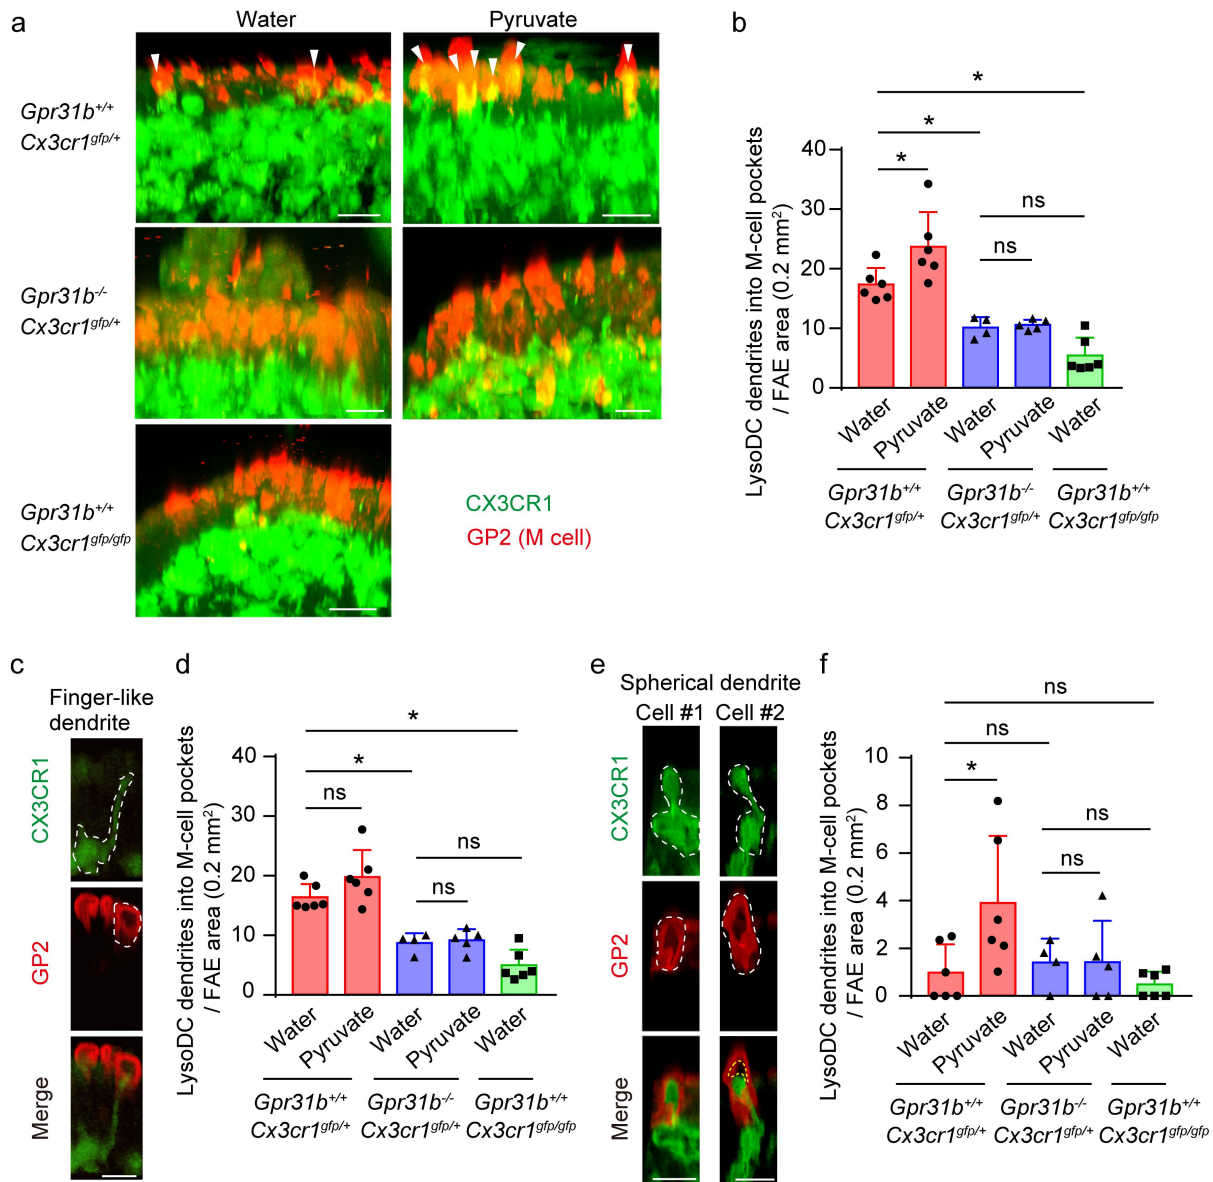 a
Water
Pyruvate
Gpr31b+/+
Cx3cr1gfp/+
Gpr31b-/-
Cx3cr1gfp/+
Gpr31b+/+
Cx3cr1gfp/gfp
CX3CR1
GP2 (M cell)
b
LysoDC dendrites into M-cell pockets
/ FAE area (0.2 mm²)
40
30
20
10
0
*
*
*
ns
ns
Water
Pyruvate
Water
Pyruvate
Water
Gpr31b+/+
Cx3cr1gfp/+
Gpr31b-/-
Cx3cr1gfp/+
Gpr31b+/+
Cx3cr1gfp/gfp
c
Finger-like
dendrite
CX3CR1
GP2
Merge
d
LysoDC dendrites into M-cell pockets
/ FAE area (0.2 mm²)
40
30
20
10
0
*
*
ns
ns
ns
Water
Pyruvate
Water
Pyruvate
Water
Gpr31b+/+
Cx3cr1gfp/+
Gpr31b-/-
Cx3cr1gfp/+
Gpr31b+/+
Cx3cr1gfp/gfp
e
Spherical dendrite
Cell #1
Cell #2
CX3CR1
GP2
Merge
f
LysoDC dendrites into M-cell pockets
/ FAE area (0.2 mm²)
10
8
6
4
2
0
ns
ns
*
ns
ns
Water
Pyruvate
Water
Pyruvate
Water
Gpr31b+/+
Cx3cr1gfp/+
Gpr31b-/-
Cx3cr1gfp/+
Gpr31b+/+
Cx3cr1gfp/gfp